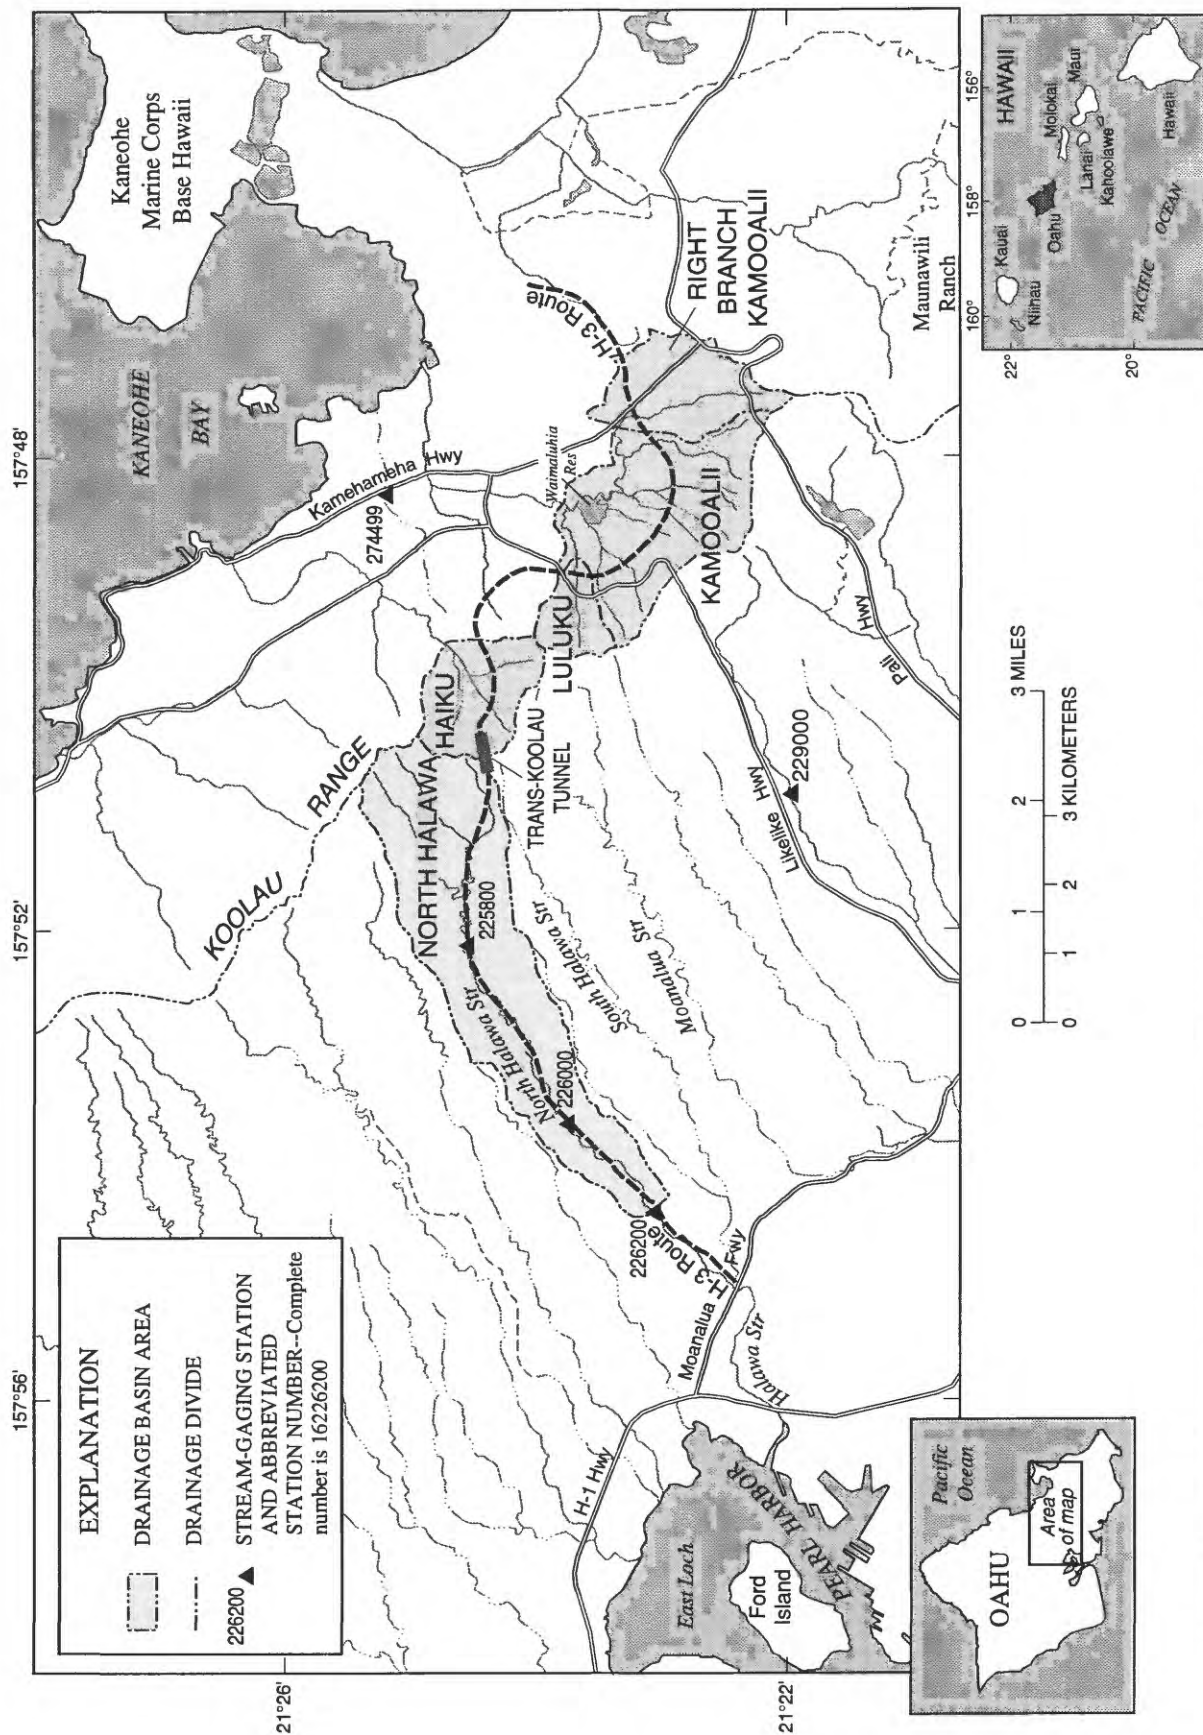 157°56'
157°52'
157°48'
21°26'
21°22'
EXPLANATION
DRAINAGE BASIN AREA
DRAINAGE DIVIDE
226200
STREAM-GAGING STATION
AND ABBREVIATED
STATION NUMBER--Complete
number is 16226200
KOOLAU
RANGE
KANEOHE
BAY
Kaneohe
Marine Corps
Base Hawaii
Kamehameha Hwy
274499
NORTH HALAWA
HAIKU
225800
North Halawa Str
226000
226200
H-3 Route
TRANS-KOOLAU
TUNNEL
LULUKU
Waimaluhia
Res
H-3 Route
KAMOOALII
RIGHT
BRANCH
KAMOOALII
South Halawa Str
Moanalua Str
Likelike Hwy
229000
Pali
Hwy
Maunawili
Ranch
Moanalua
Fwy
Halawa Str
H-1 Hwy
East Loch
Ford
Island
PEARL HARBOR
Pacific
Ocean
OAHU
Area
of map
0 1 2 3 MILES
0 1 2 3 KILOMETERS
22°
20°
160°
158°
156°
HAWAII
Kauai
Niihau
Oahu
Molokai
Maui
Lanai
Kahoolawe
Hawaii
PACIFIC
OCEAN